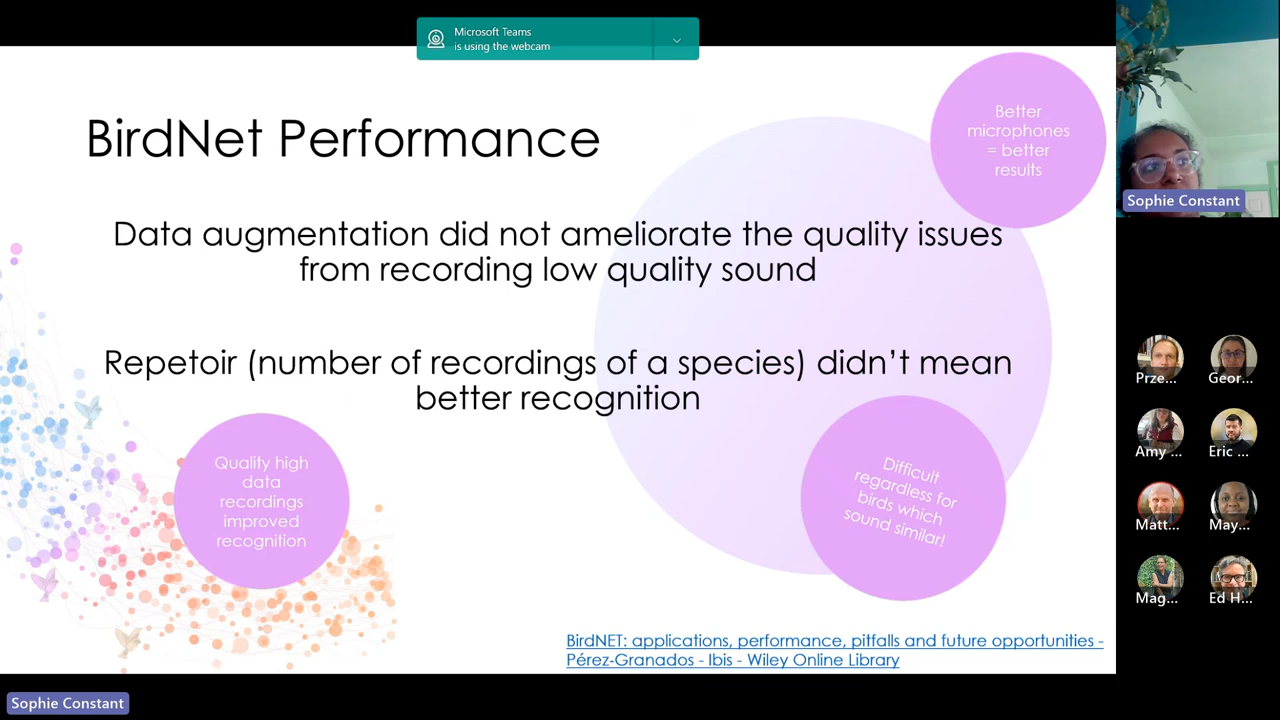 Microsoft Teams
is using the webcam
BirdNet Performance
Better
microphones
= better
results
Data augmentation did not ameliorate the quality issues
from recording low quality sound
Repetoir (number of recordings of a species) didn’t mean
better recognition
Quality high
data
recordings
improved
recognition
Difficult
regardless for
birds which
sound similar!
BirdNET: applications, performance, pitfalls and future opportunities -
Pérez-Granados - Ibis - Wiley Online Library
Sophie Constant
Prze...
Geor...
Amy ...
Eric ...
Matt...
May...
Mag...
Ed H...
Sophie Constant